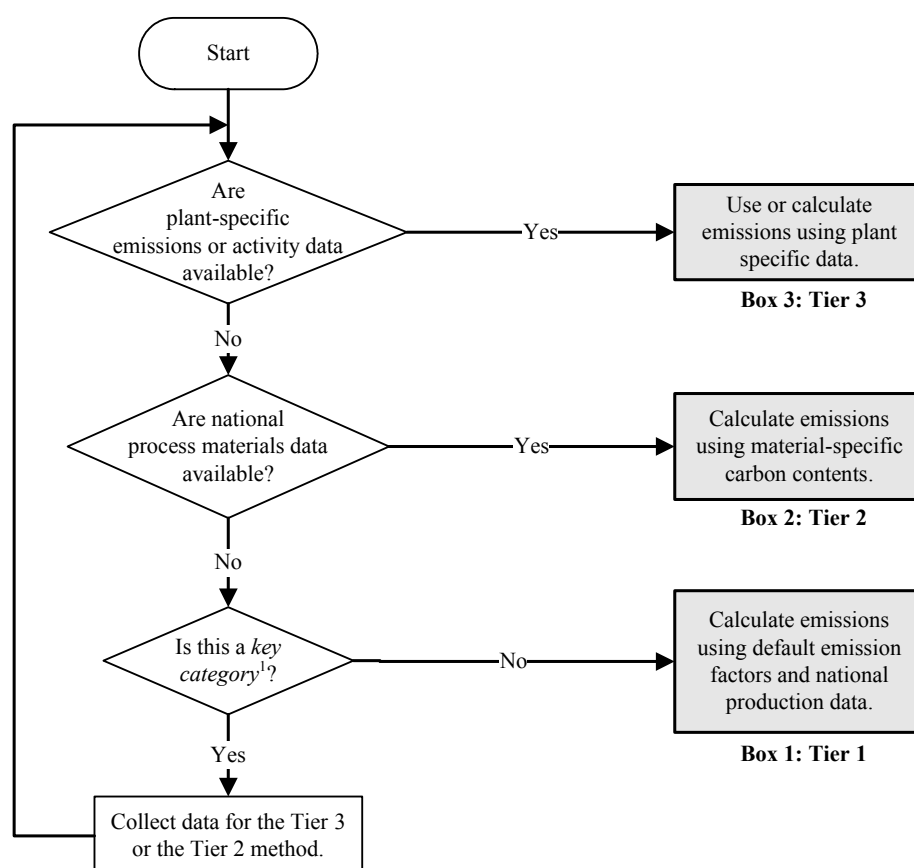 Start
Are
plant-specific
emissions or activity data
available?
Yes
Use or calculate
emissions using plant
specific data.
Box 3: Tier 3
No
Are national
process materials data
available?
Yes
Calculate emissions
using material-specific
carbon contents.
Box 2: Tier 2
No
Is this a key
category¹?
No
Calculate emissions
using default emission
factors and national
production data.
Box 1: Tier 1
Yes
Collect data for the Tier 3
or the Tier 2 method.